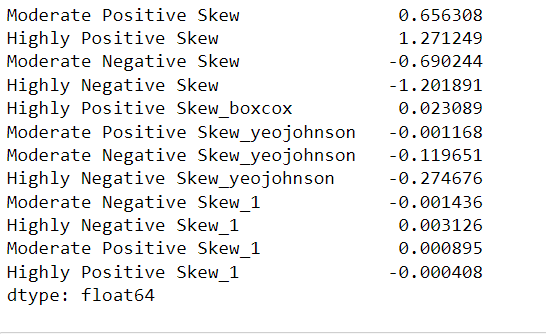 Moderate Positive Skew 0.656308
Highly Positive Skew 1.271249
Moderate Negative Skew -0.690244
Highly Negative Skew -1.201891
Highly Positive Skew_boxcox 0.023089
Moderate Positive Skew_yeojohnson -0.001168
Moderate Negative Skew_yeojohnson -0.119651
Highly Negative Skew_yeojohnson -0.274676
Moderate Negative Skew_1 -0.001436
Highly Negative Skew_1 0.003126
Moderate Positive Skew_1 0.000895
Highly Positive Skew_1 -0.000408
dtype: float64